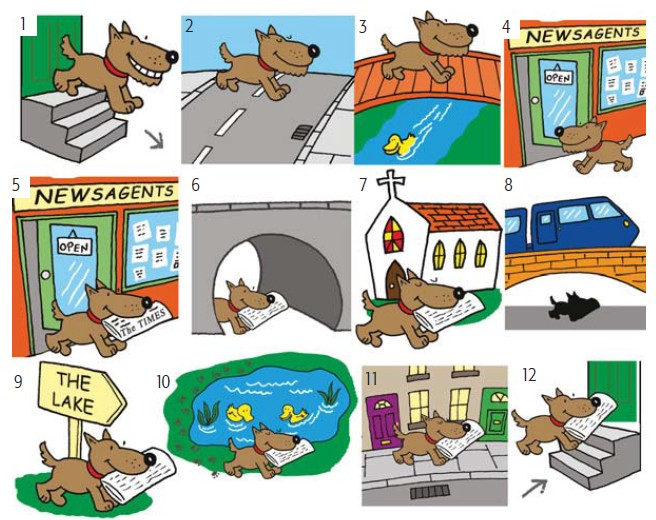 1
2
3
4
NEWSAGENTS
OPEN
5
NEWSAGENTS
OPEN
The TIMES
6
7
8
9
THE
LAKE
10
11
12